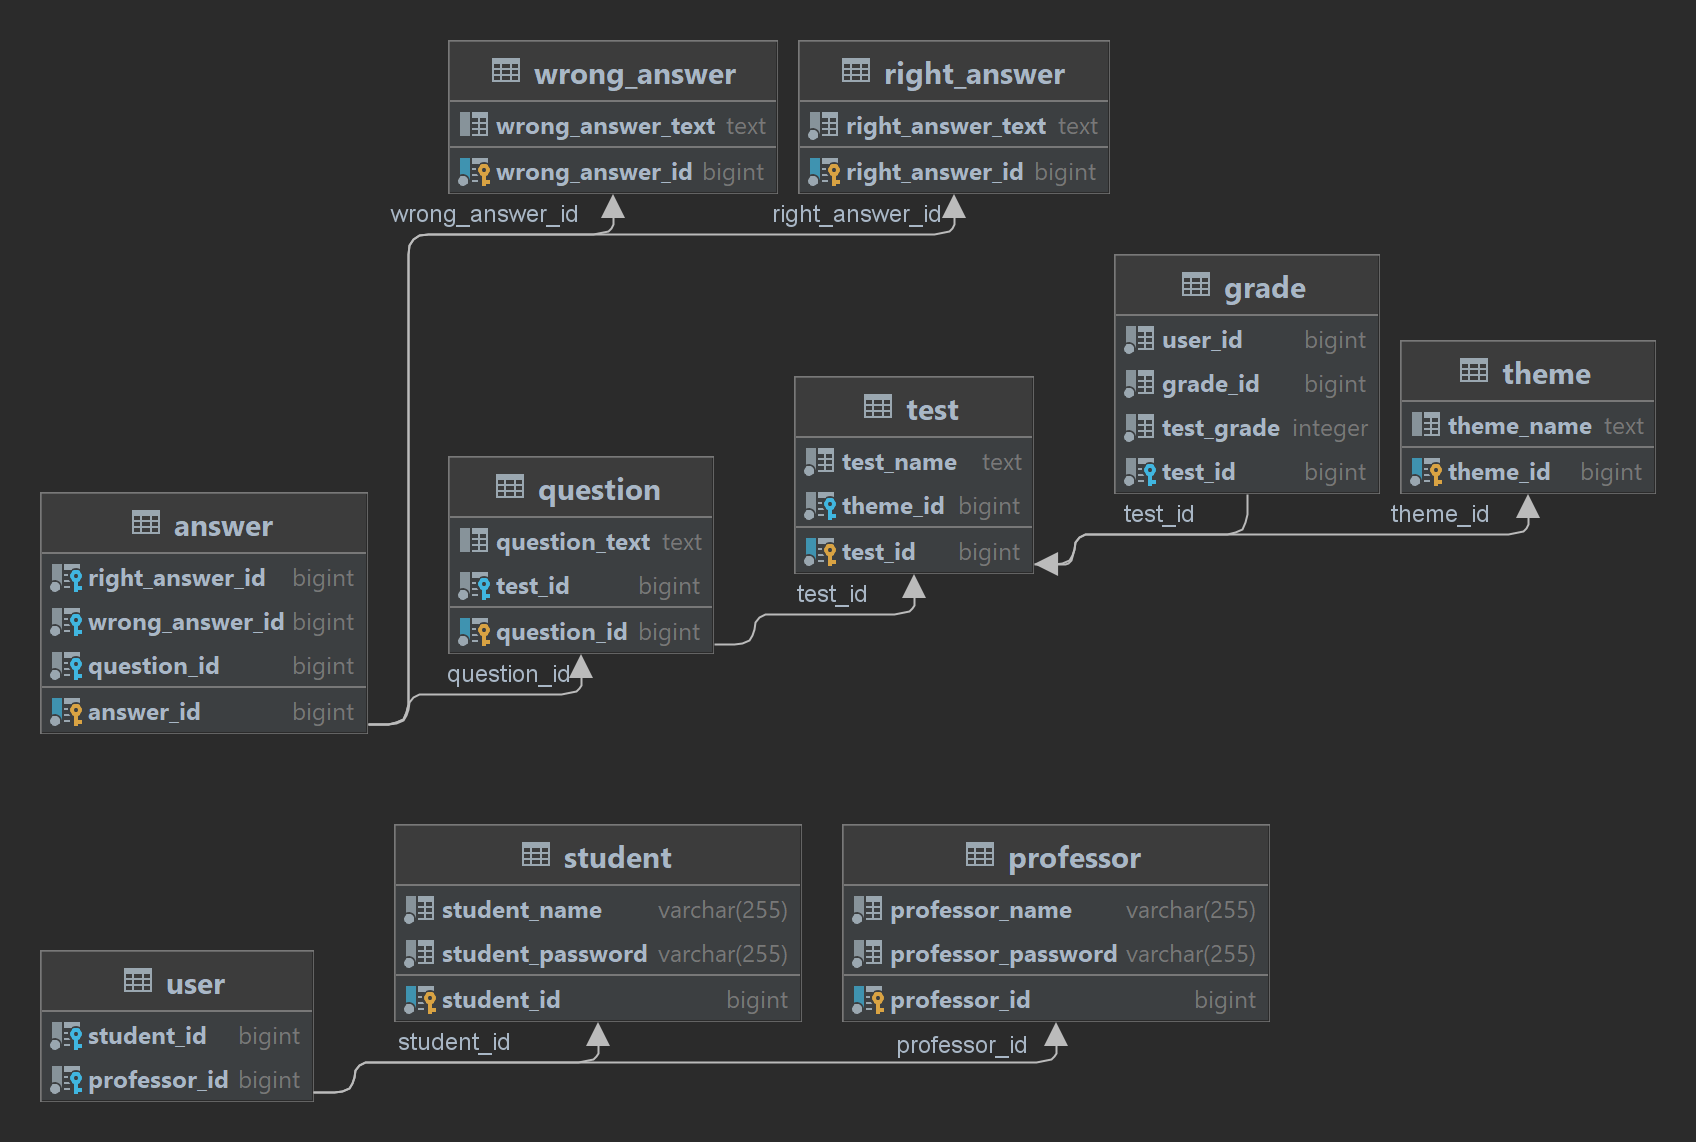 wrong_answer
wrong_answer_text text
wrong_answer_id bigint
right_answer
right_answer_text text
right_answer_id bigint
wrong_answer_id
right_answer_id
grade
user_id bigint
grade_id bigint
test_grade integer
test_id bigint
theme
theme_name text
theme_id bigint
test_id
theme_id
test
test_name text
theme_id bigint
test_id bigint
test_id
question
question_text text
test_id bigint
question_id bigint
question_id
answer
right_answer_id bigint
wrong_answer_id bigint
question_id bigint
answer_id bigint
student
student_name varchar(255)
student_password varchar(255)
student_id bigint
professor
professor_name varchar(255)
professor_password varchar(255)
professor_id bigint
student_id
professor_id
user
student_id bigint
professor_id bigint